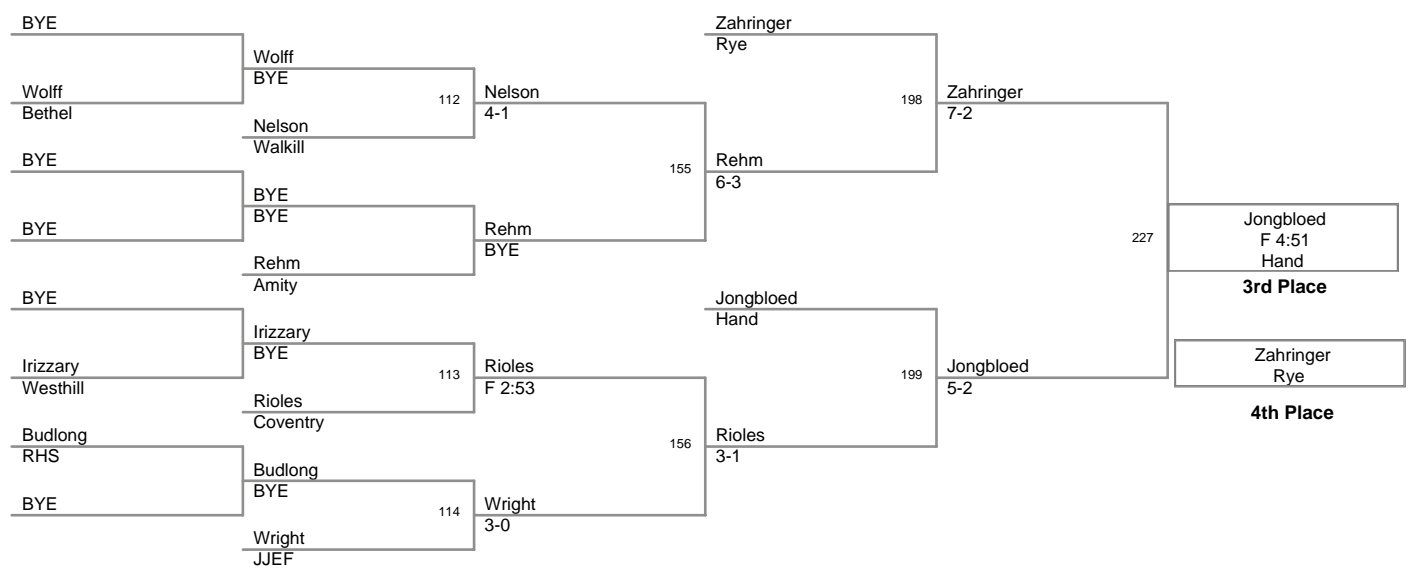 BYE
Wolff
Bethel
BYE
BYE
BYE
Irizzary
Westhill
Budlong
RHS
BYE
Wolff
BYE
Nelson
Walkill
BYE
BYE
Rehm
Amity
Irizzary
BYE
Rioles
Coventry
Budlong
BYE
Wright
JJEF
112
113
114
Nelson
4-1
Rehm
BYE
Rioles
F 2:53
Wright
3-0
155
156
Zahringer
Rye
Rehm
6-3
Jongbloed
Hand
Rioles
3-1
198
199
Zahringer
7-2
Jongbloed
5-2
227
Jongbloed
F 4:51
Hand
3rd Place
Zahringer
Rye
4th Place